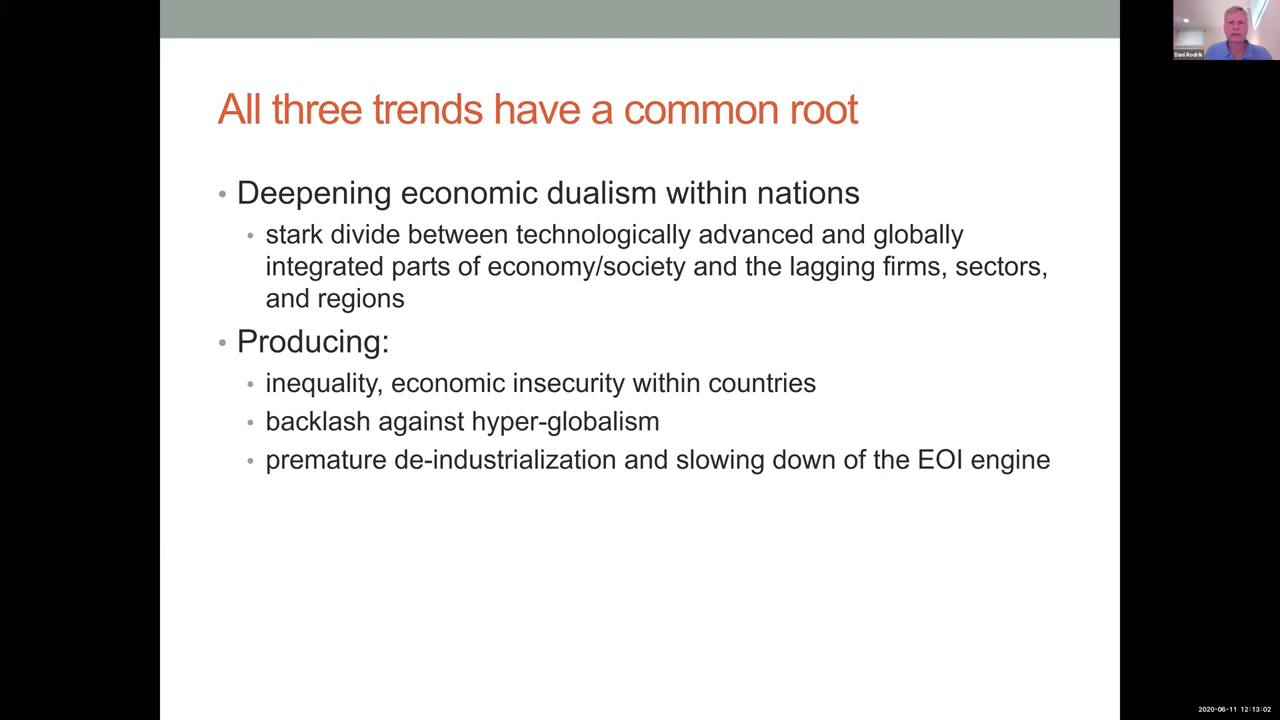 All three trends have a common root
• Deepening economic dualism within nations
• stark divide between technologically advanced and globally
integrated parts of economy/society and the lagging firms, sectors,
and regions
• Producing:
• inequality, economic insecurity within countries
• backlash against hyper-globalism
• premature de-industrialization and slowing down of the EOI engine
Dani Rodrik
2020-06-11 12:13:02